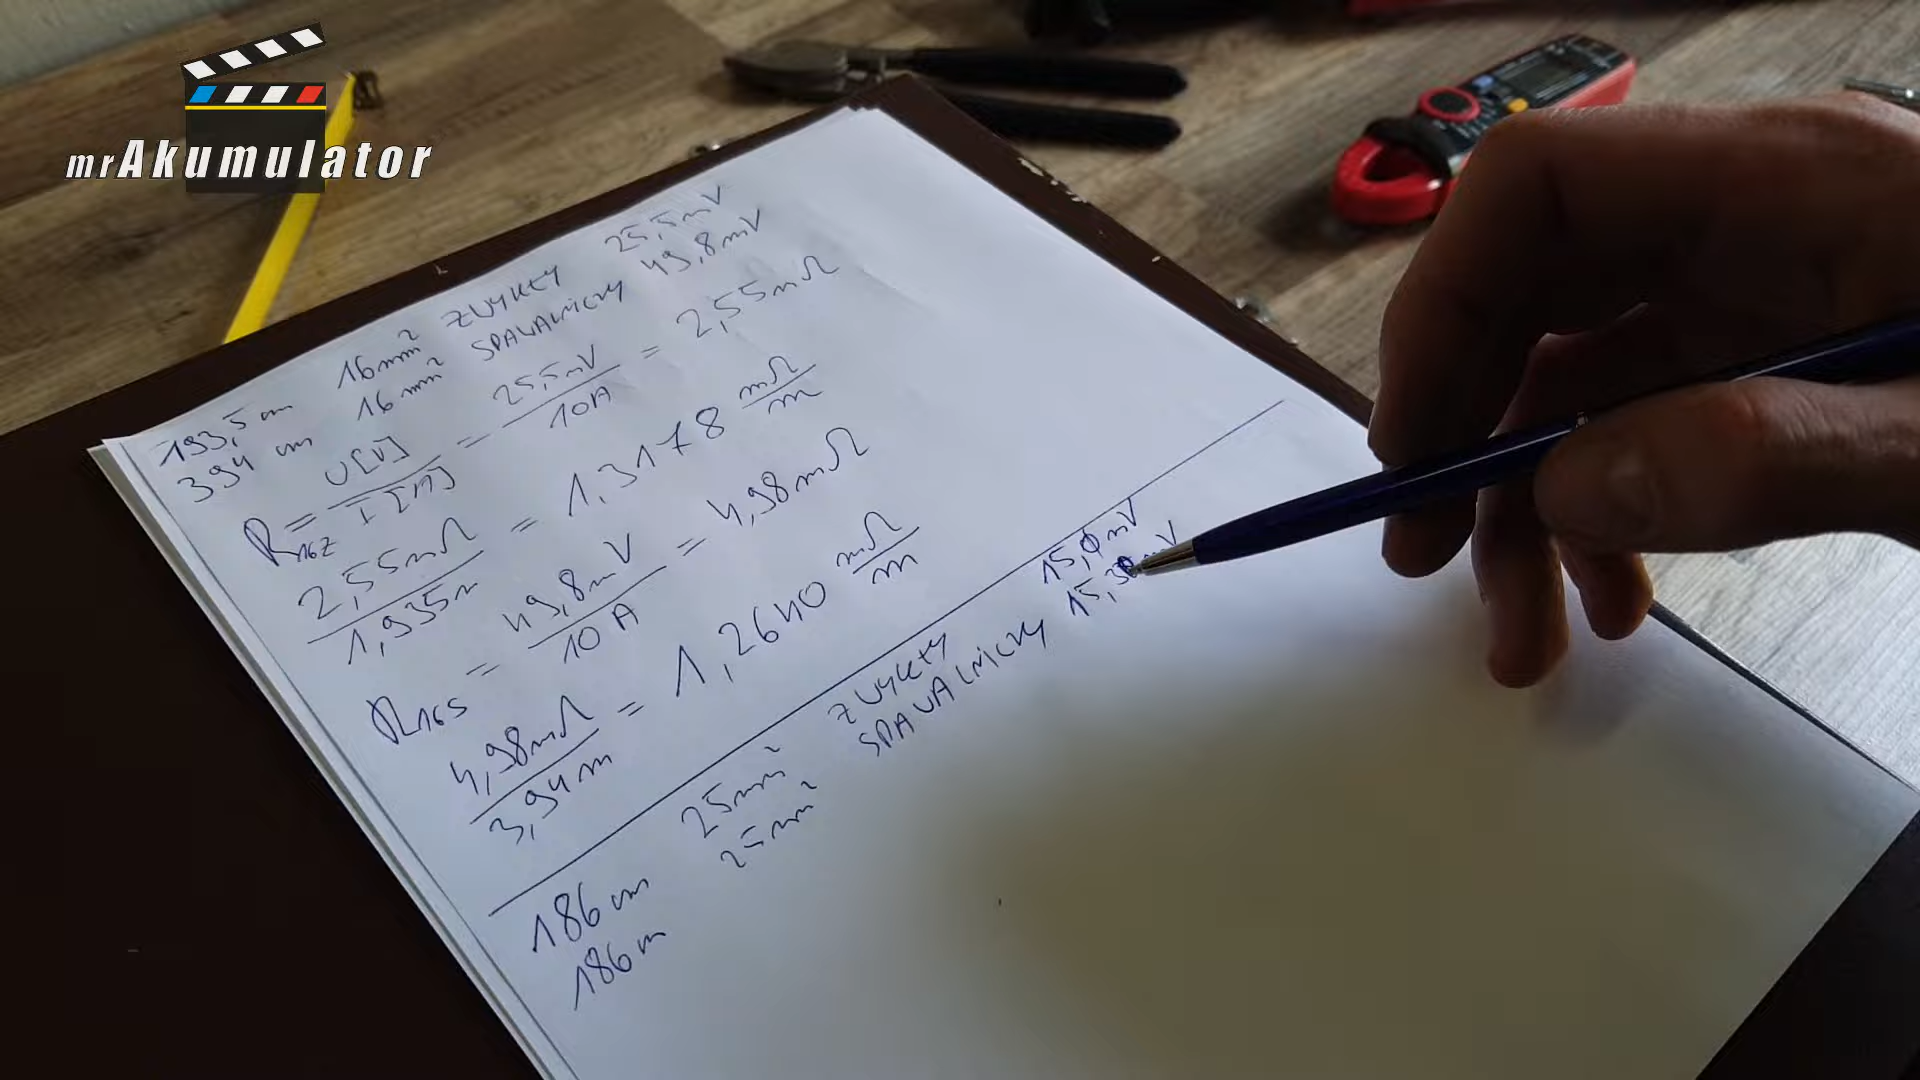 mrAkumulator
193,5 cm 16mm² ZWYKŁY 25,5mV
394 cm 16mm² SPAWALNICZY 49,8mV
R16Z = U[V] / I[A] = 25,5mV / 10A = 2,55mΩ
2,55mΩ / 1,935m = 1,3178 mΩ / m
R16S = 49,8mV / 10A = 4,98mΩ
4,98mΩ / 3,94m = 1,2640 mΩ / m
186 cm 25mm² ZWYKŁY 15,0mV
186 m 25mm² SPAWALNICZY